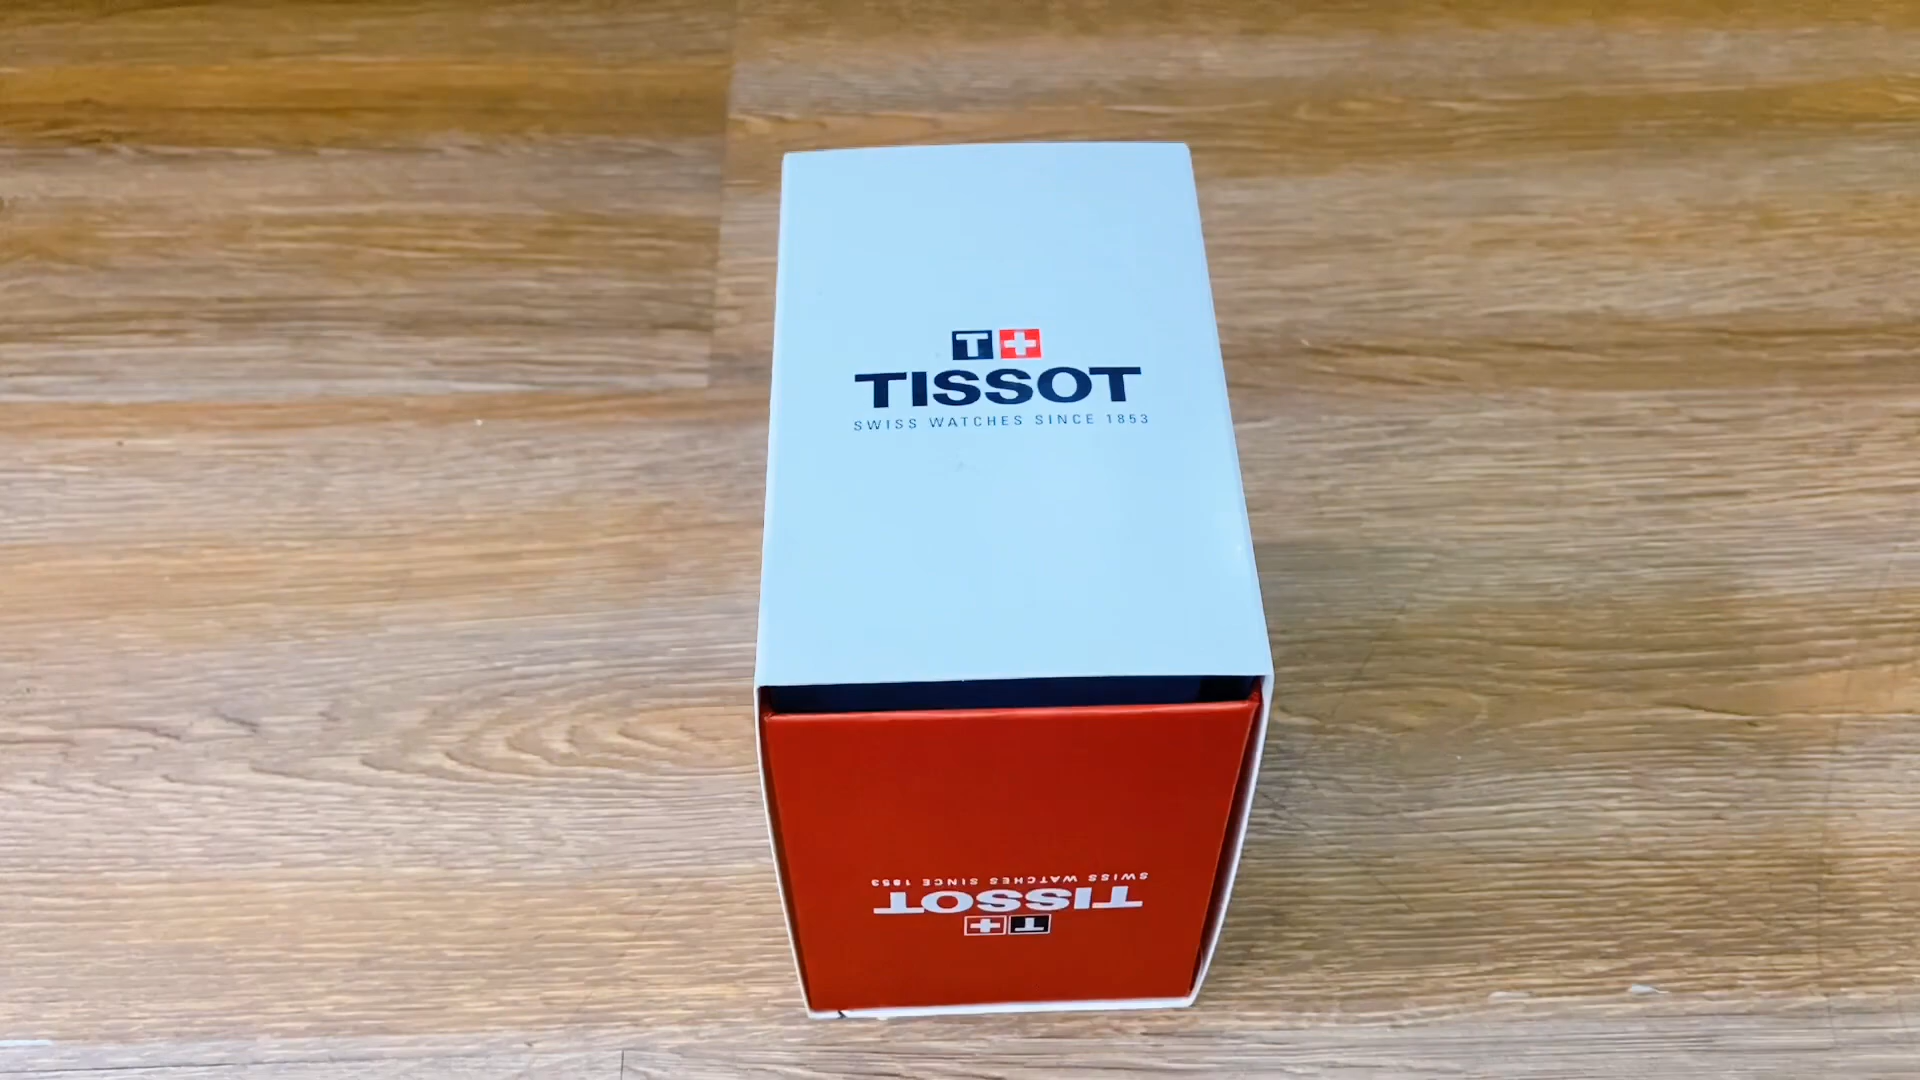 T+
TISSOT
SWISS WATCHES SINCE 1853
SWISS WATCHES SINCE 1853
TISSOT
T+